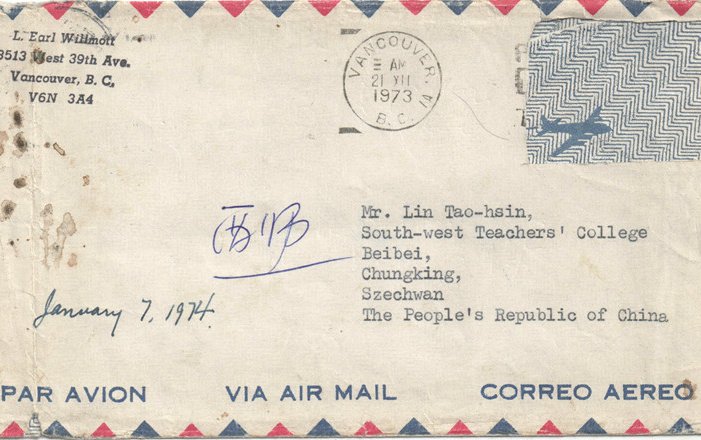 L. Earl Willmott
3513 West 39th Ave.
Vancouver, B. C.
V6N 3A4
VANCOUVER,
AM
21 XII
1973
B. C.
Mr. Lin Tao-hsin,
South-west Teachers' College
Beibei,
Chungking,
Szechwan
The People's Republic of China
西师
January 7, 1974.
PAR AVION VIA AIR MAIL CORREO AEREO